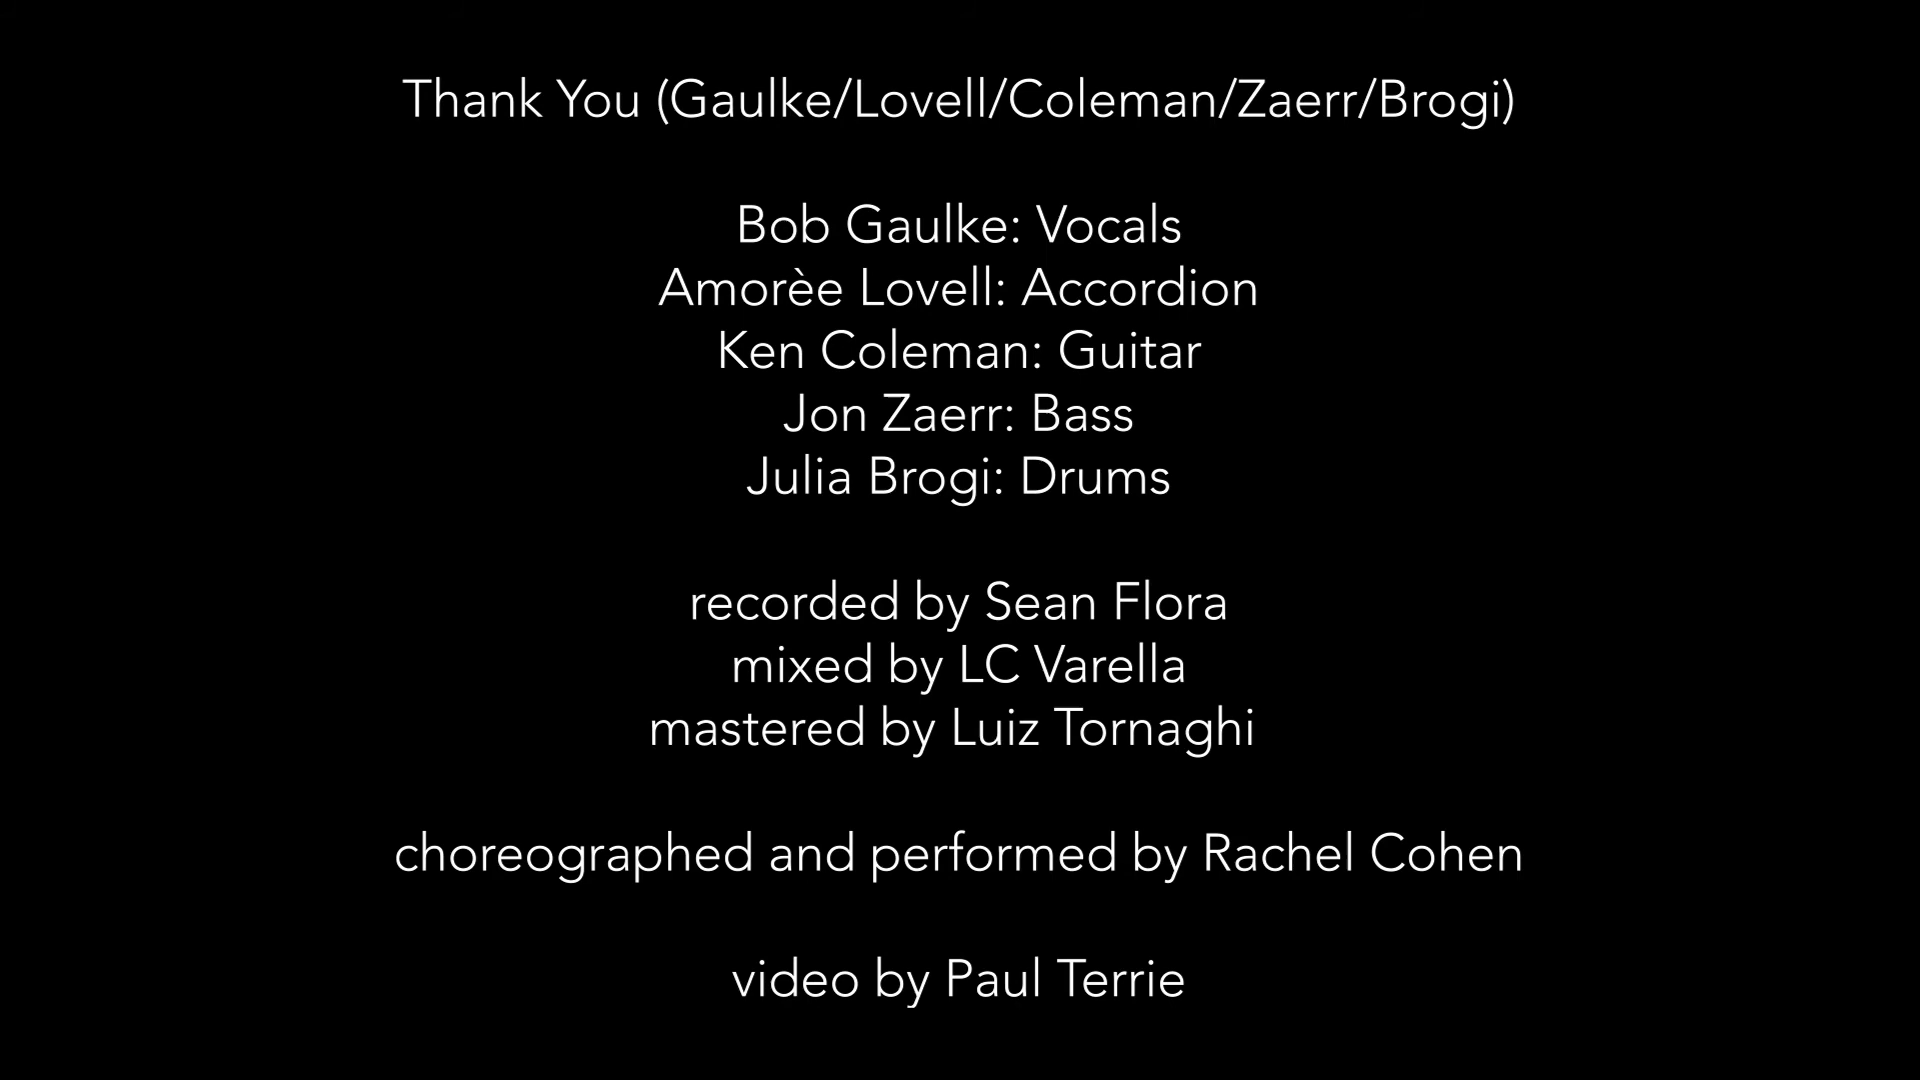 Thank You (Gaulke/Lovell/Coleman/Zaerr/Brogi)
Bob Gaulke: Vocals
Amorèe Lovell: Accordion
Ken Coleman: Guitar
Jon Zaerr: Bass
Julia Brogi: Drums
recorded by Sean Flora
mixed by LC Varella
mastered by Luiz Tornaghi
choreographed and performed by Rachel Cohen
video by Paul Terrie